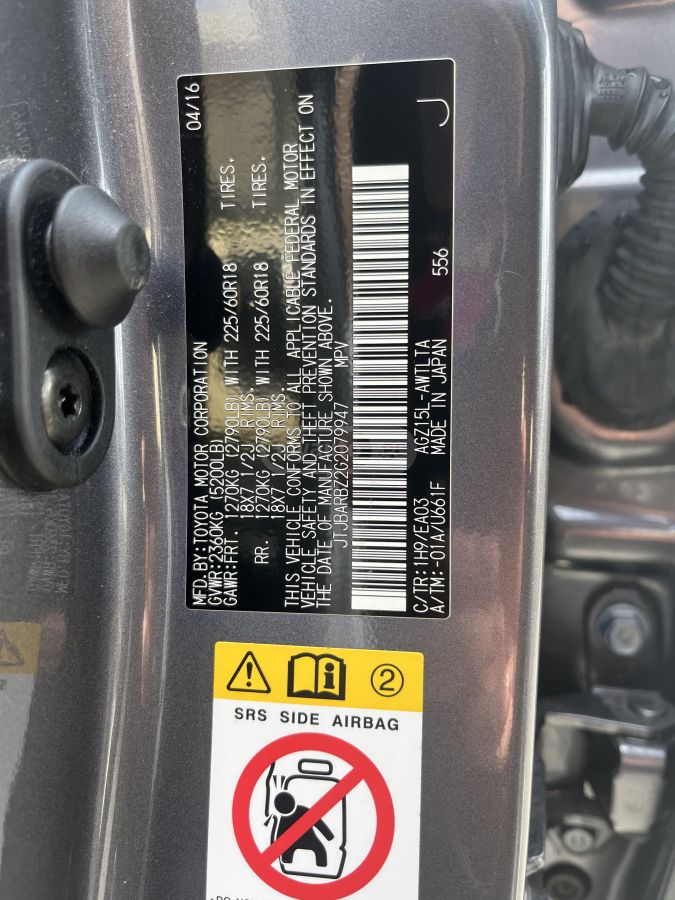 MFD.BY:TOYOTA MOTOR CORPORATION 04/16
GVWR:2360KG (5200LB)
GAWR:FRT. 1270KG (2790LB) WITH 225/60R18 TIRES.
18X7 1/2J RIMS.
RR. 1270KG (2790LB) WITH 225/60R18 TIRES.
18X7 1/2J RIMS.
THIS VEHICLE CONFORMS TO ALL APPLICABLE FEDERAL MOTOR
VEHICLE SAFETY AND THEFT PREVENTION STANDARDS IN EFFECT ON
THE DATE OF MANUFACTURE SHOWN ABOVE.
JTJBARBZ2G2079947 MPV
C/TR:1H9/EA03 AGZ15L-AWTLTA
A/TM:-01A/U661F MADE IN JAPAN 556
J
2
SRS SIDE AIRBAG